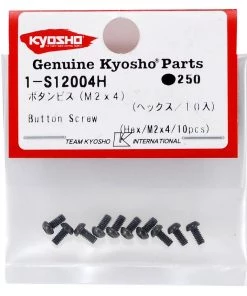 KYOSHO
Genuine Kyosho Parts
1-S12004H ●250
ボタンビス(M2x4)
(ヘックス/10入)
Button Screw
(Hex/M2x4/10pcs)
TEAM KYOSHO K INTERNATIONAL